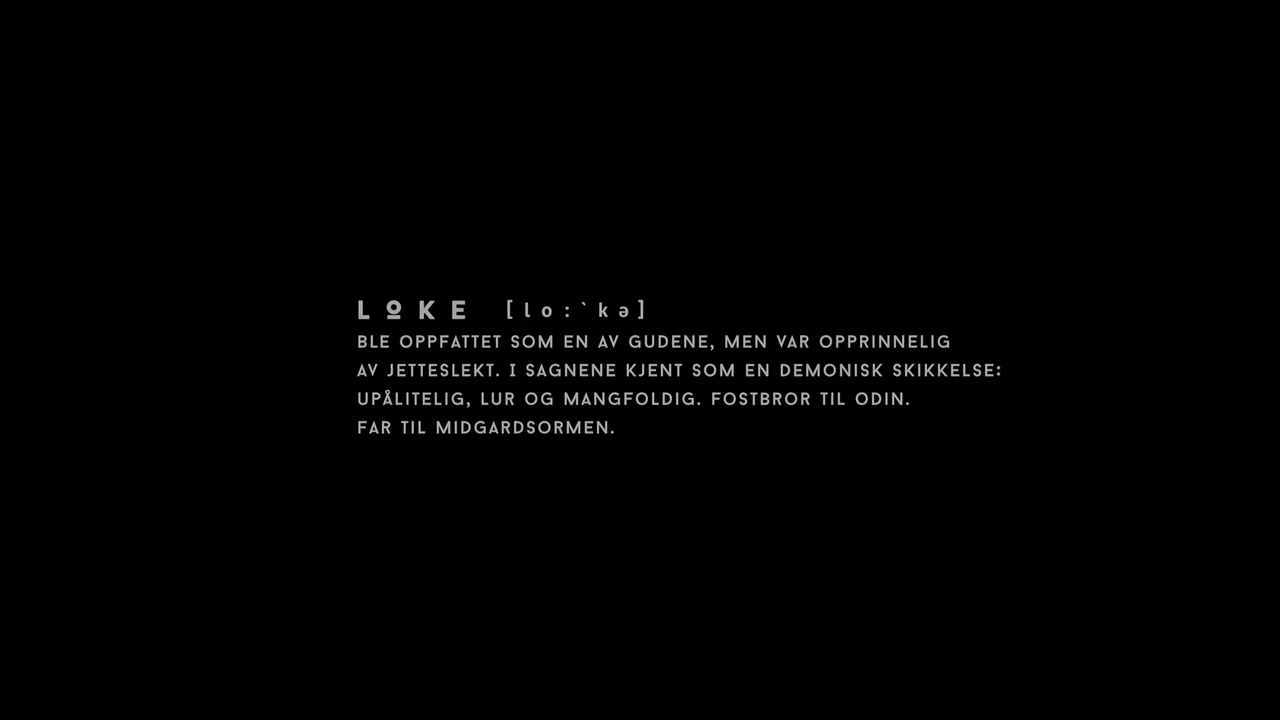 LOKE [lo:`kə]
BLE OPPFATTET SOM EN AV GUDENE, MEN VAR OPPRINNELIG
AV JETTESLEKT. I SAGNENE KJENT SOM EN DEMONISK SKIKKELSE:
UPÅLITELIG, LUR OG MANGFOLDIG. FOSTBROR TIL ODIN.
FAR TIL MIDGARDSORMEN.